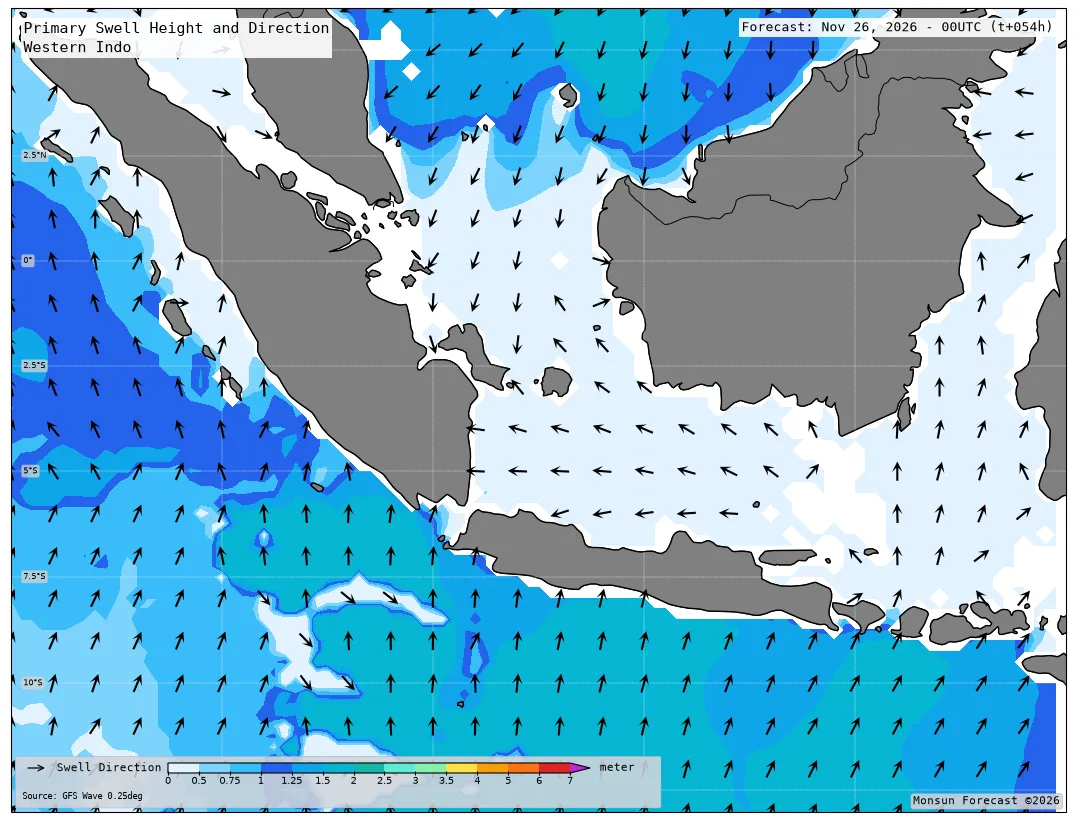 Primary Swell Height and Direction
Western Indo
Forecast: Nov 26, 2026 - 00UTC (t+054h)
2.5°N
0°
2.5°S
5°S
7.5°S
10°S
Swell Direction
0 0.5 0.75 1 1.25 1.5 2 2.5 3 3.5 4 5 6 7
meter
Source: GFS Wave 0.25deg
Monsun Forecast ©2026